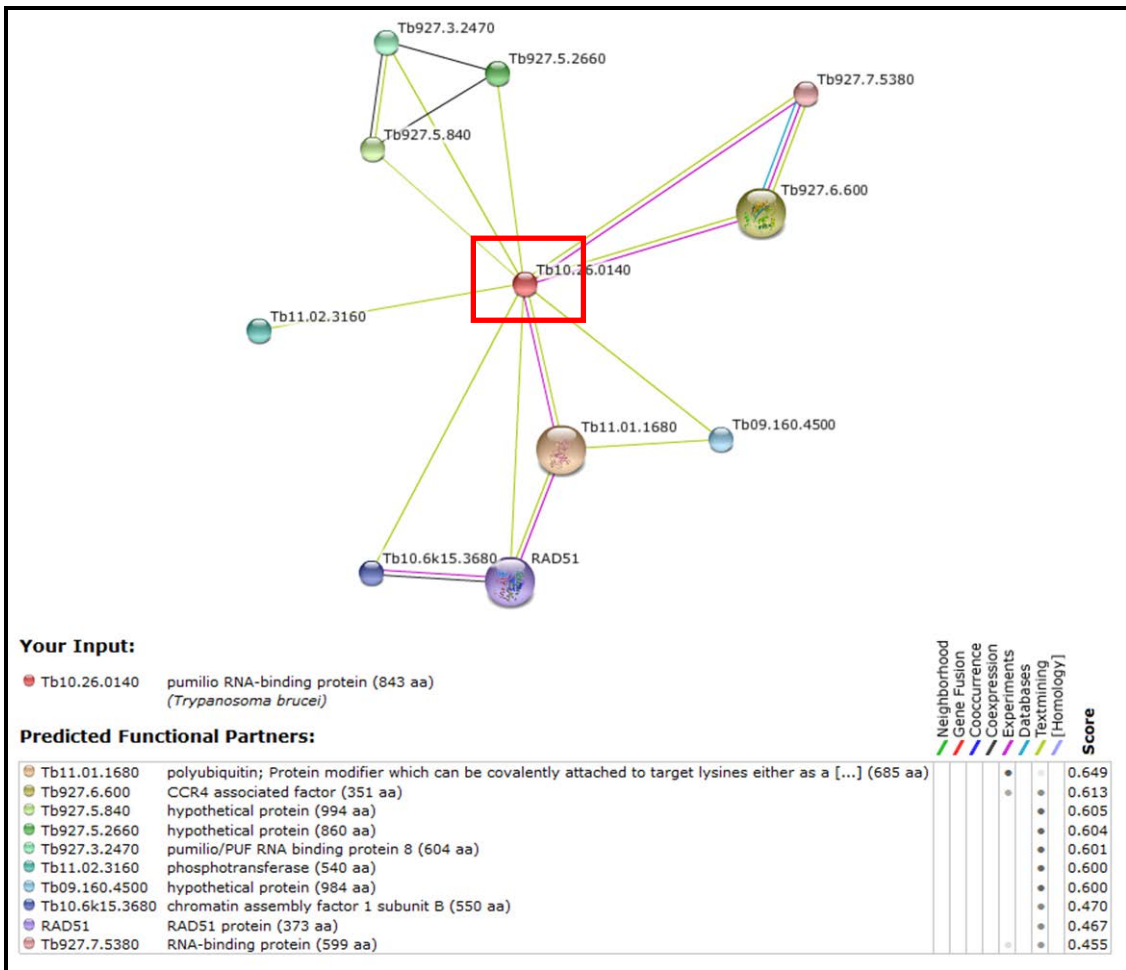 Tb927.3.2470
Tb927.5.2660
Tb927.7.5380
Tb927.5.840
Tb927.6.600
Tb10.26.0140
Tb11.02.3160
Tb11.01.1680
Tb09.160.4500
Tb10.6k15.3680
RAD51
Your Input:
Tb10.26.0140 pumilio RNA-binding protein (843 aa)
(Trypanosoma brucei)
Neighborhood
Gene Fusion
Cooccurrence
Coexpression
Experiments
Databases
Textmining
[Homology]
Score
Predicted Functional Partners:
Tb11.01.1680 polyubiquitin; Protein modifier which can be covalently attached to target lysines either as a [...] (685 aa) 0.649
Tb927.6.600 CCR4 associated factor (351 aa) 0.613
Tb927.5.840 hypothetical protein (994 aa) 0.605
Tb927.5.2660 hypothetical protein (860 aa) 0.604
Tb927.3.2470 pumilio/PUF RNA binding protein 8 (604 aa) 0.601
Tb11.02.3160 phosphotransferase (540 aa) 0.600
Tb09.160.4500 hypothetical protein (984 aa) 0.600
Tb10.6k15.3680 chromatin assembly factor 1 subunit B (550 aa) 0.470
RAD51 RAD51 protein (373 aa) 0.467
Tb927.7.5380 RNA-binding protein (599 aa) 0.455